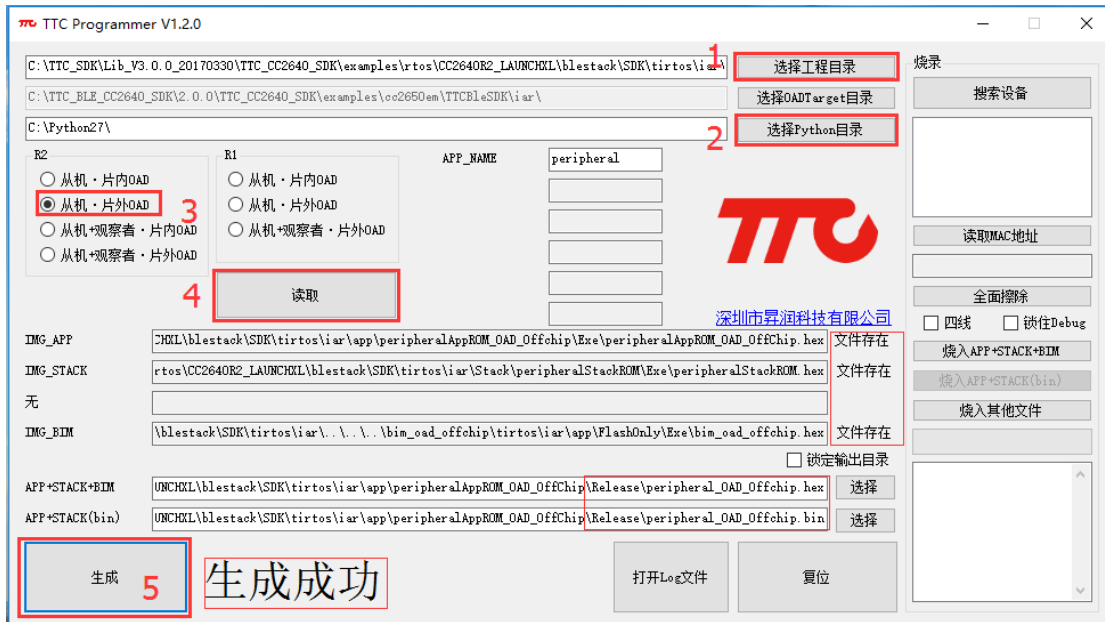 TTC Programmer V1.2.0
C:\TTC_SDK\Lib_V3.0.0_20170330\TTC_CC2640_SDK\examples\rtos\CC2640R2_LAUNCHXL\blestack\SDK\tirtos\iar\
1
选择工程目录
C:\TTC_BLE_CC2640_SDK\2.0.0\TTC_CC2640_SDK\examples\cc2650em\TTCBleSDK\iar\
选择OADTarget目录
C:\Python27\
2
选择Python目录
R2
从机・片内OAD
从机・片外OAD
3
从机+观察者・片内OAD
从机+观察者・片外OAD
R1
从机・片内OAD
从机・片外OAD
从机+观察者・片外OAD
APP_NAME
peripheral
4
读取
TTC
深圳市昇润科技有限公司
IMG_APP
CHXL\blestack\SDK\tirtos\iar\app\peripheralAppROM_OAD_Offchip\Exe\peripheralAppROM_OAD_OffChip.hex
文件存在
IMG_STACK
rtos\CC2640R2_LAUNCHXL\blestack\SDK\tirtos\iar\Stack\peripheralStackROM\Exe\peripheralStackROM.hex
文件存在
无
IMG_BIM
\blestack\SDK\tirtos\iar\..\..\..\bim_oad_offchip\tirtos\iar\app\FlashOnly\Exe\bim_oad_offchip.hex
文件存在
锁定输出目录
APP+STACK+BIM
UNCHXL\blestack\SDK\tirtos\iar\app\peripheralAppROM_OAD_OffChip\Release\peripheral_OAD_Offchip.hex
选择
APP+STACK(bin)
UNCHXL\blestack\SDK\tirtos\iar\app\peripheralAppROM_OAD_OffChip\Release\peripheral_OAD_Offchip.bin
选择
生成
5
生成成功
打开Log文件
复位
烧录
搜索设备
读取MAC地址
全面擦除
四线
锁住Debug
烧入APP+STACK+BIM
烧入APP+STACK(bin)
烧入其他文件